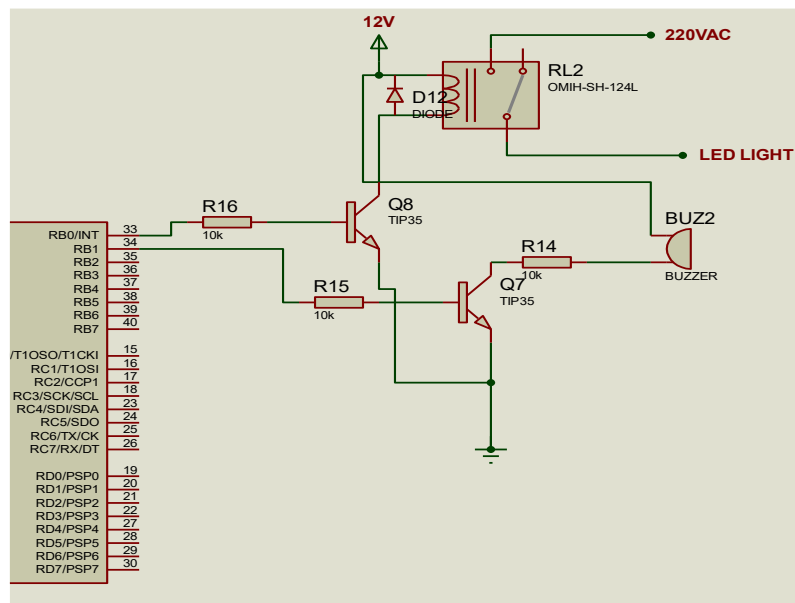 12V
220VAC
RL2
OMIH-SH-124L
D12
DIODE
LED LIGHT
R16
10k
Q8
TIP35
BUZ2
BUZZER
R14
10k
Q7
TIP35
R15
10k
RB0/INT 33
RB1 34
RB2 35
RB3 36
RB4 37
RB5 38
RB6 39
RB7 40
/T1OSO/T1CKI 15
RC1/T1OSI 16
RC2/CCP1 17
RC3/SCK/SCL 18
RC4/SDI/SDA 23
RC5/SDO 24
RC6/TX/CK 25
RC7/RX/DT 26
RD0/PSP0 19
RD1/PSP1 20
RD2/PSP2 21
RD3/PSP3 22
RD4/PSP4 27
RD5/PSP5 28
RD6/PSP6 29
RD7/PSP7 30